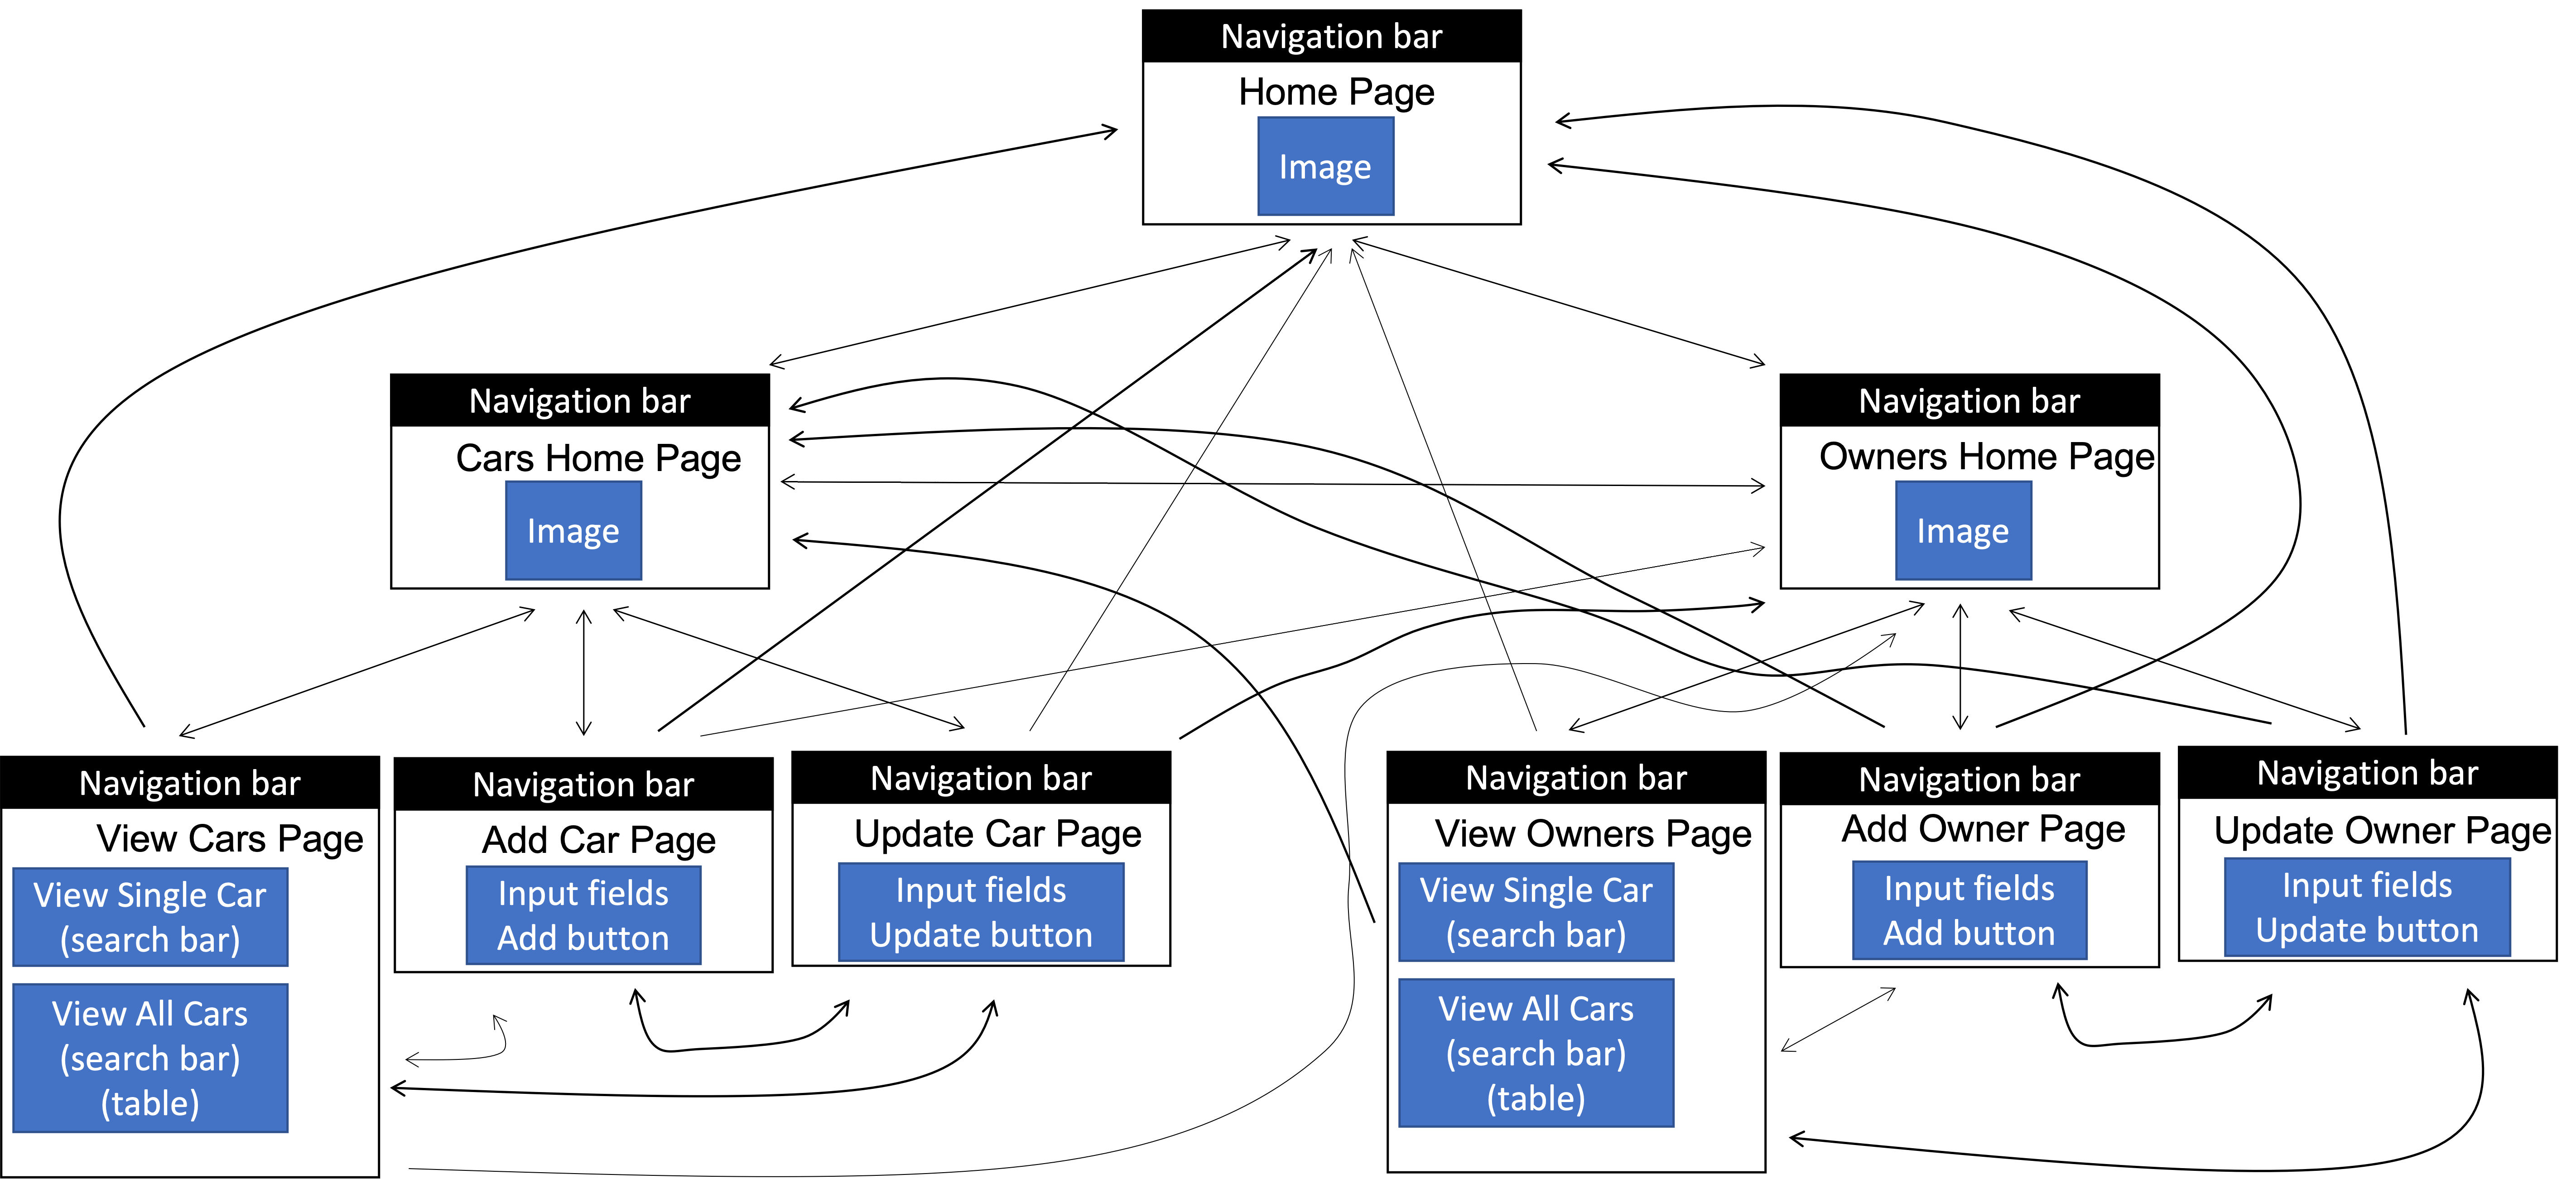 Navigation bar
Home Page
Image
Navigation bar
Cars Home Page
Image
Navigation bar
Owners Home Page
Image
Navigation bar
View Cars Page
View Single Car
(search bar)
View All Cars
(search bar)
(table)
Navigation bar
Add Car Page
Input fields
Add button
Navigation bar
Update Car Page
Input fields
Update button
Navigation bar
View Owners Page
View Single Car
(search bar)
View All Cars
(search bar)
(table)
Navigation bar
Add Owner Page
Input fields
Add button
Navigation bar
Update Owner Page
Input fields
Update button